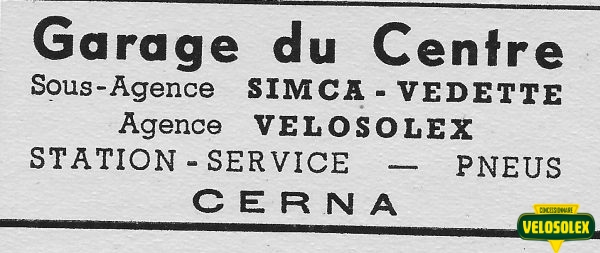 Garage du Centre
Sous-Agence SIMCA - VEDETTE
Agence VELOSOLEX
STATION - SERVICE — PNEUS
CERNA
CONCESSIONNAIRE
VELOSOLEX